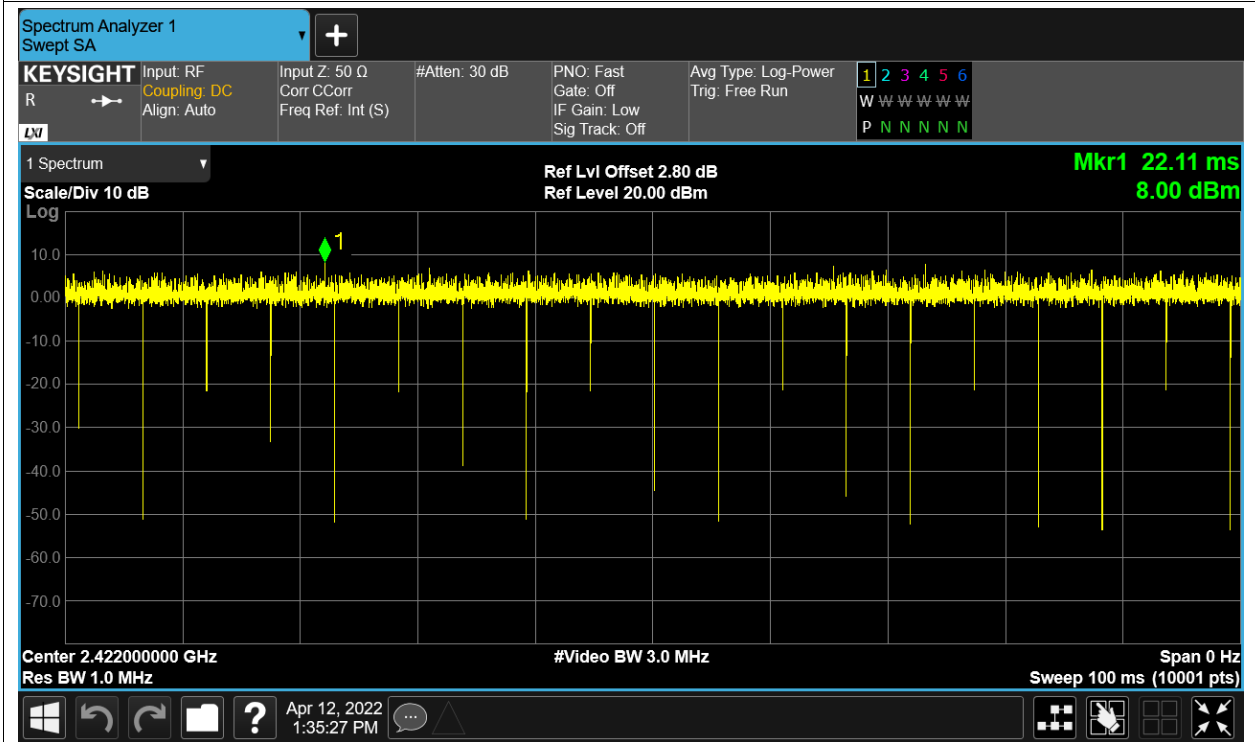 Spectrum Analyzer 1
Swept SA
+
KEYSIGHT
R
LXI
Input: RF
Coupling: DC
Align: Auto
Input Z: 50 Ω
Corr CCorr
Freq Ref: Int (S)
#Atten: 30 dB
PNO: Fast
Gate: Off
IF Gain: Low
Sig Track: Off
Avg Type: Log-Power
Trig: Free Run
1 2 3 4 5 6
W W W W W W
P N N N N N
1 Spectrum
Scale/Div 10 dB
Log
Ref Lvl Offset 2.80 dB
Ref Level 20.00 dBm
Mkr1 22.11 ms
8.00 dBm
1
10.0
0.00
-10.0
-20.0
-30.0
-40.0
-50.0
-60.0
-70.0
Center 2.422000000 GHz
Res BW 1.0 MHz
#Video BW 3.0 MHz
Span 0 Hz
Sweep 100 ms (10001 pts)
?
Apr 12, 2022
1:35:27 PM